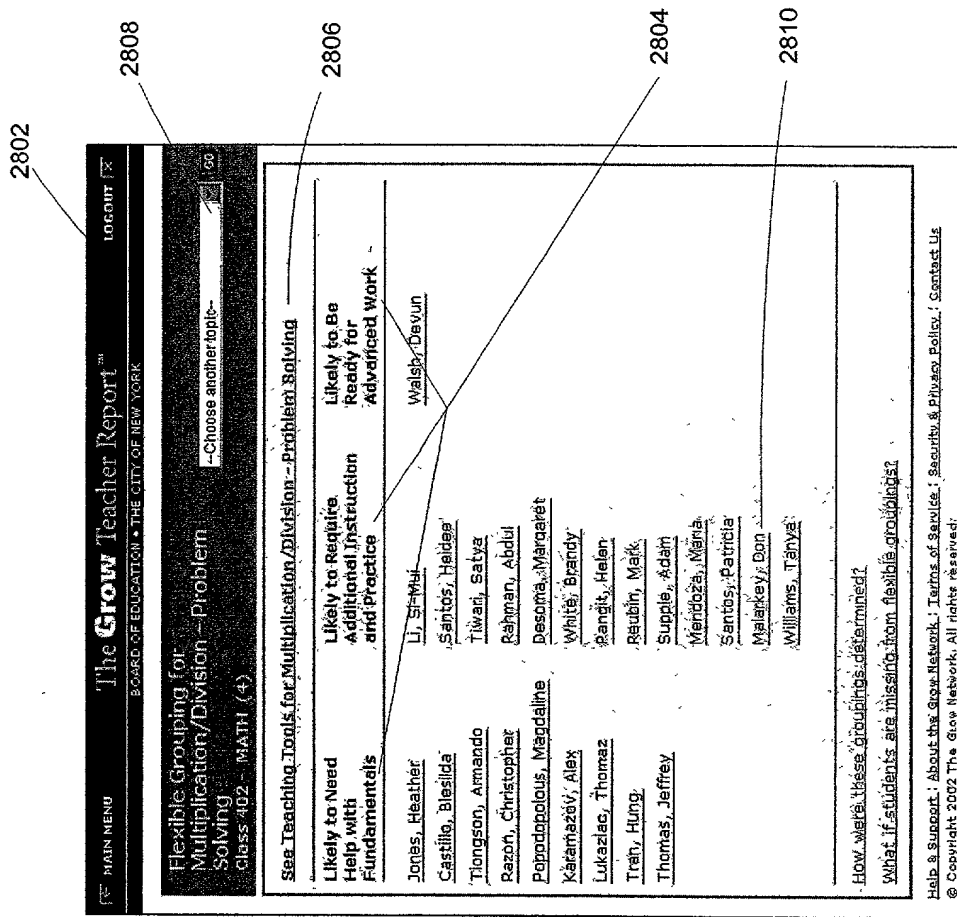 2802
2808
2806
2804
2810
MAIN MENU
The Grow Teacher Report™
LOGOUT
BOARD OF EDUCATION • THE CITY OF NEW YORK
Flexible Grouping for
Multiplication/Division--Problem
Solving
--Choose another topic--
GO
Class 402 - MATH (4)
See Teaching Tools for Multiplication/Division--Problem Solving
Likely to Need
Help with
Fundamentals
Jones, Heather
Castillo, Blesilda
Tiongson, Armando
Razon, Christopher
Popodopolous, Magdaline
Karamazov, Alex
Lukazlac, Thomaz
Tran, Hung
Thomas, Jeffrey
Likely to Require
Additional Instruction
and Practice
Li, Si-Mui
Santos, Haidee
Tiwari, Satya
Rahman, Abdul
Desoma, Margaret
White, Brandy
Pangit, Helen
Reubin, Mark
Supple, Adam
Mendoza, Maria
Santos, Patricia
Malarkey, Don
Williams, Tanya
Likely to Be
Ready for
Advanced Work
Walsh, Devun
How were these groupings determined?
What if students are missing from flexible groupings?
Help & Support | About the Grow Network | Terms of Service | Security & Privacy Policy | Contact Us
© Copyright 2002 The Grow Network. All rights reserved.